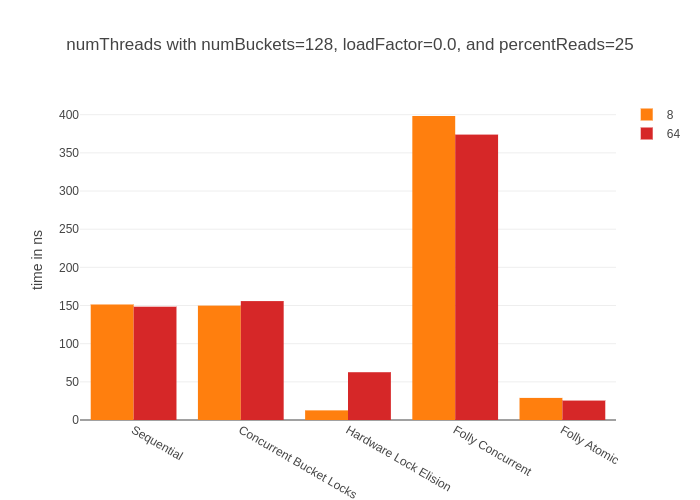 numThreads with numBuckets=128, loadFactor=0.0, and percentReads=25
8
64
time in ns
400
350
300
250
200
150
100
50
0
Sequential
Concurrent Bucket Locks
Hardware Lock Elision
Folly Concurrent
Folly Atomic